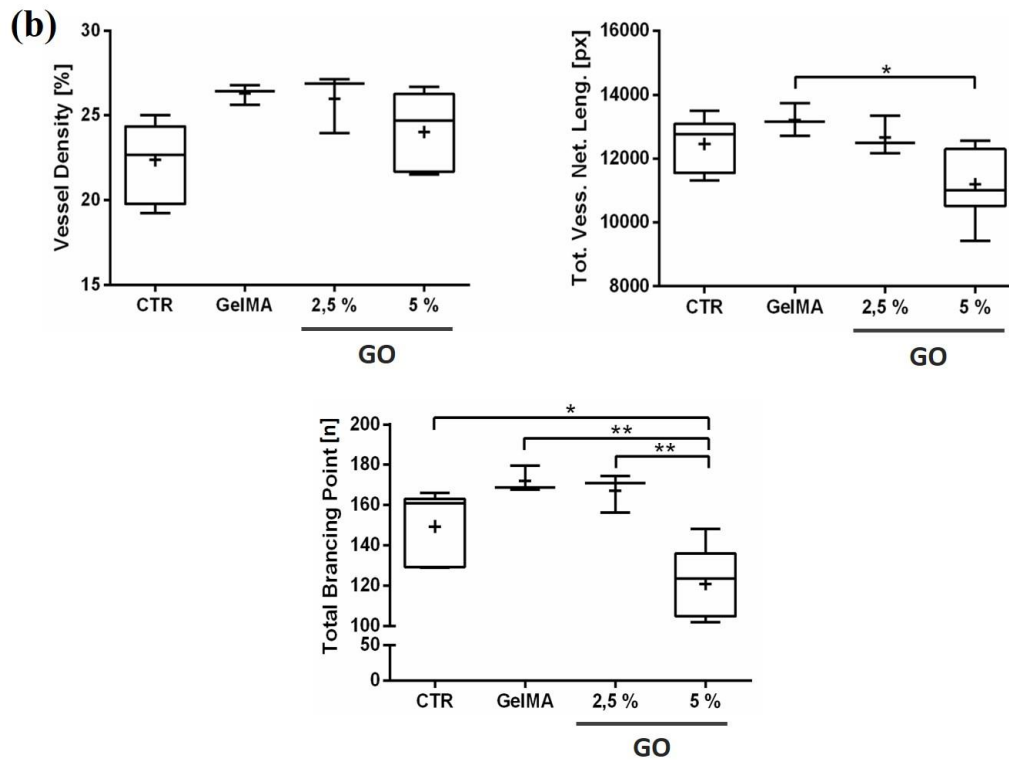 (b)
Vessel Density [%]
30
25
20
15
CTR GelMA 2,5 % 5 %
GO
Tot. Vess. Net. Leng. [px]
16000
14000
12000
10000
8000
*
CTR GelMA 2,5 % 5 %
GO
Total Brancing Point [n]
200
180
160
140
120
100
50
0
*
**
**
CTR GelMA 2,5 % 5 %
GO